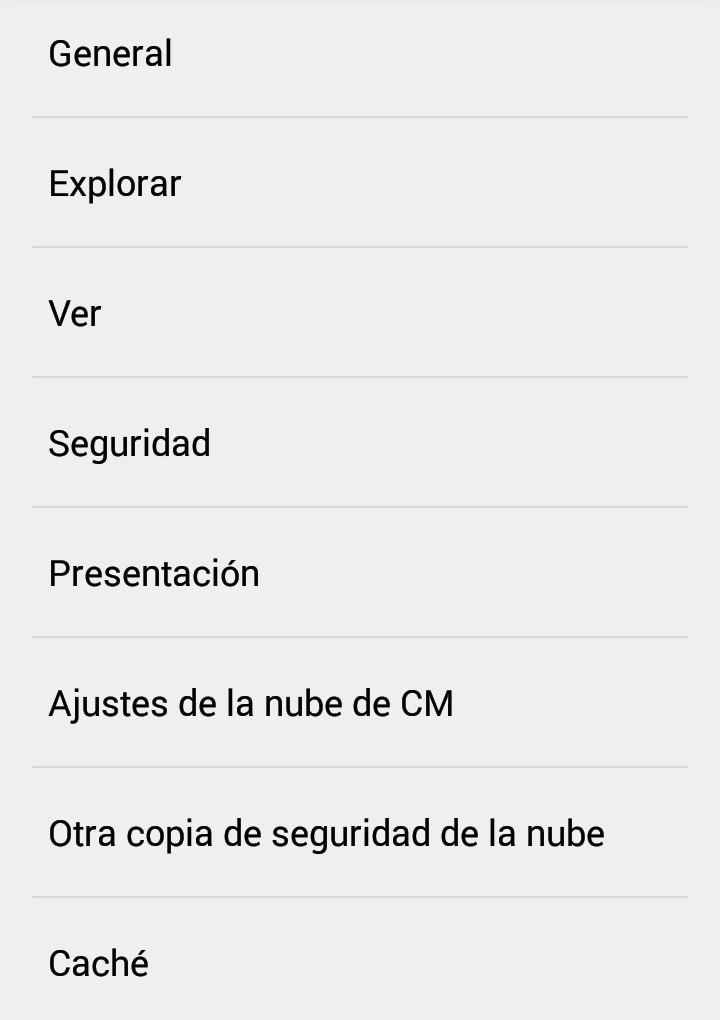 General
Explorar
Ver
Seguridad
Presentación
Ajustes de la nube de CM
Otra copia de seguridad de la nube
Caché